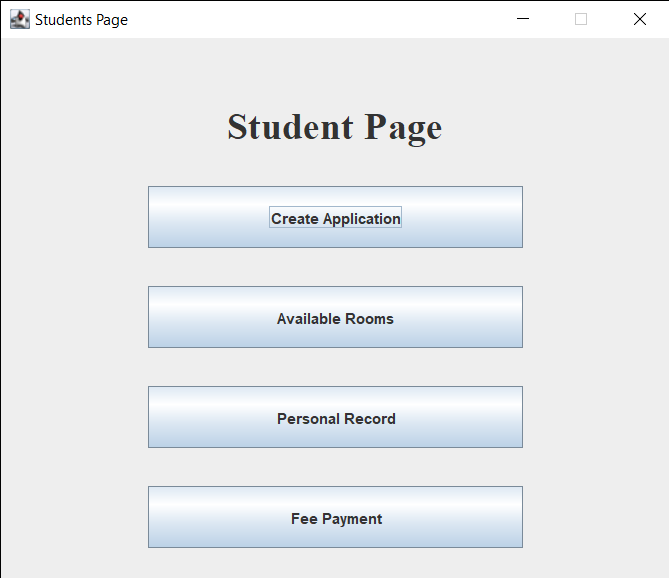 Students Page
Student Page
Create Application
Available Rooms
Personal Record
Fee Payment